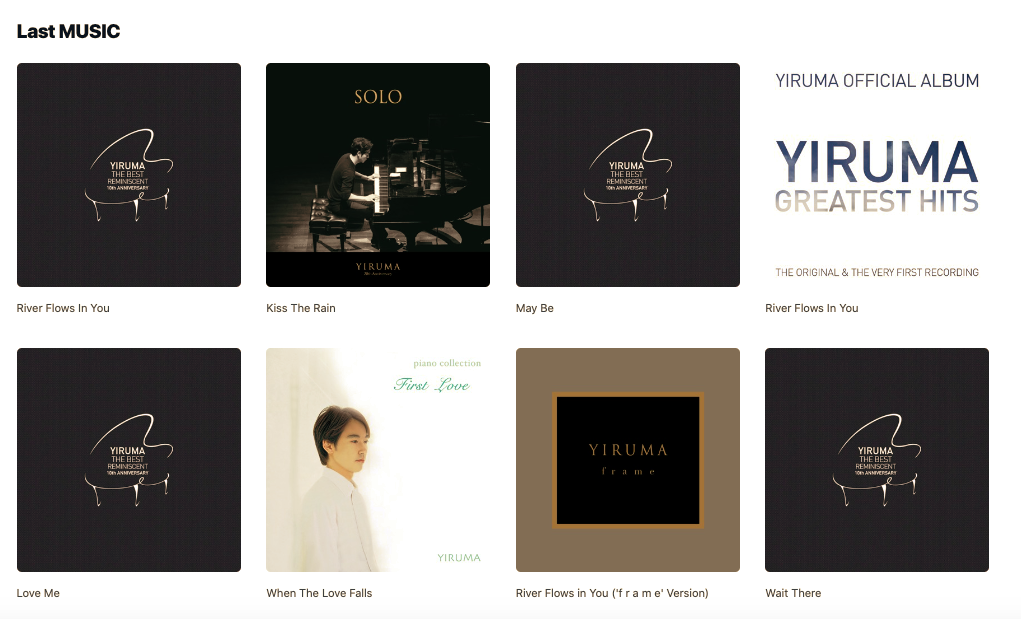 Last MUSIC
YIRUMA
THE BEST
REMINISCENT
10th ANNIVERSARY
River Flows In You
SOLO
YIRUMA
Kiss The Rain
YIRUMA
THE BEST
REMINISCENT
10th ANNIVERSARY
May Be
YIRUMA OFFICIAL ALBUM
YIRUMA
GREATEST HITS
THE ORIGINAL & THE VERY FIRST RECORDING
River Flows In You
YIRUMA
THE BEST
REMINISCENT
10th ANNIVERSARY
Love Me
piano collection
First Love
YIRUMA
When The Love Falls
YIRUMA
f r a m e
River Flows in You ('f r a m e' Version)
YIRUMA
THE BEST
REMINISCENT
10th ANNIVERSARY
Wait There